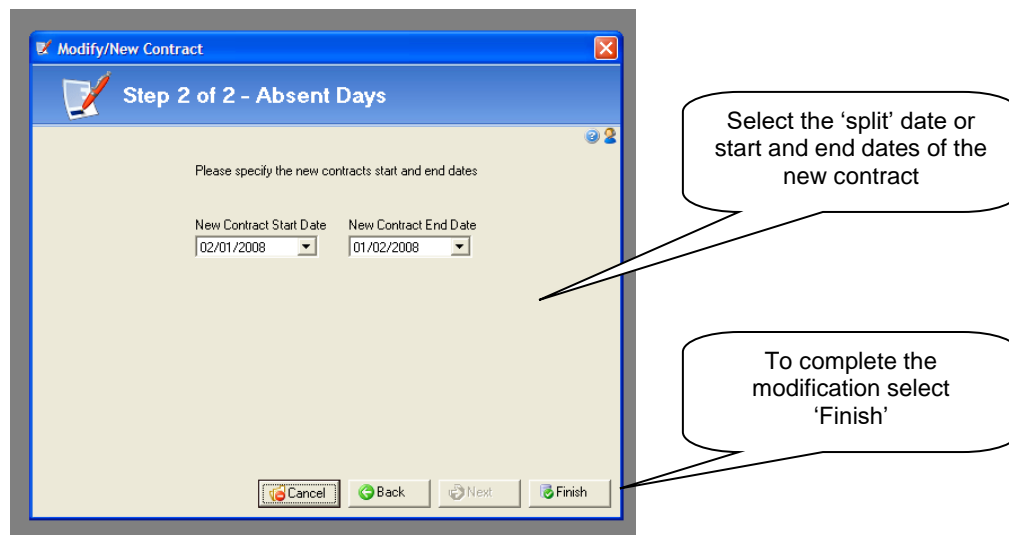 Modify/New Contract
Step 2 of 2 - Absent Days
Please specify the new contracts start and end dates
New Contract Start Date New Contract End Date
02/01/2008 01/02/2008
Cancel Back Next Finish
Select the ‘split’ date or
start and end dates of the
new contract
To complete the
modification select
‘Finish’